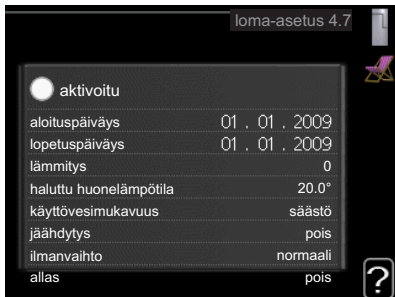 loma-asetus 4.7
aktivoitu
aloituspäiväys 01 . 01 . 2009
lopetuspäiväys 01 . 01 . 2009
lämmitys 0
haluttu huonelämpötila 20.0°
käyttövesimukavuus säästö
jäähdytys pois
ilmanvaihto normaali
allas pois
?